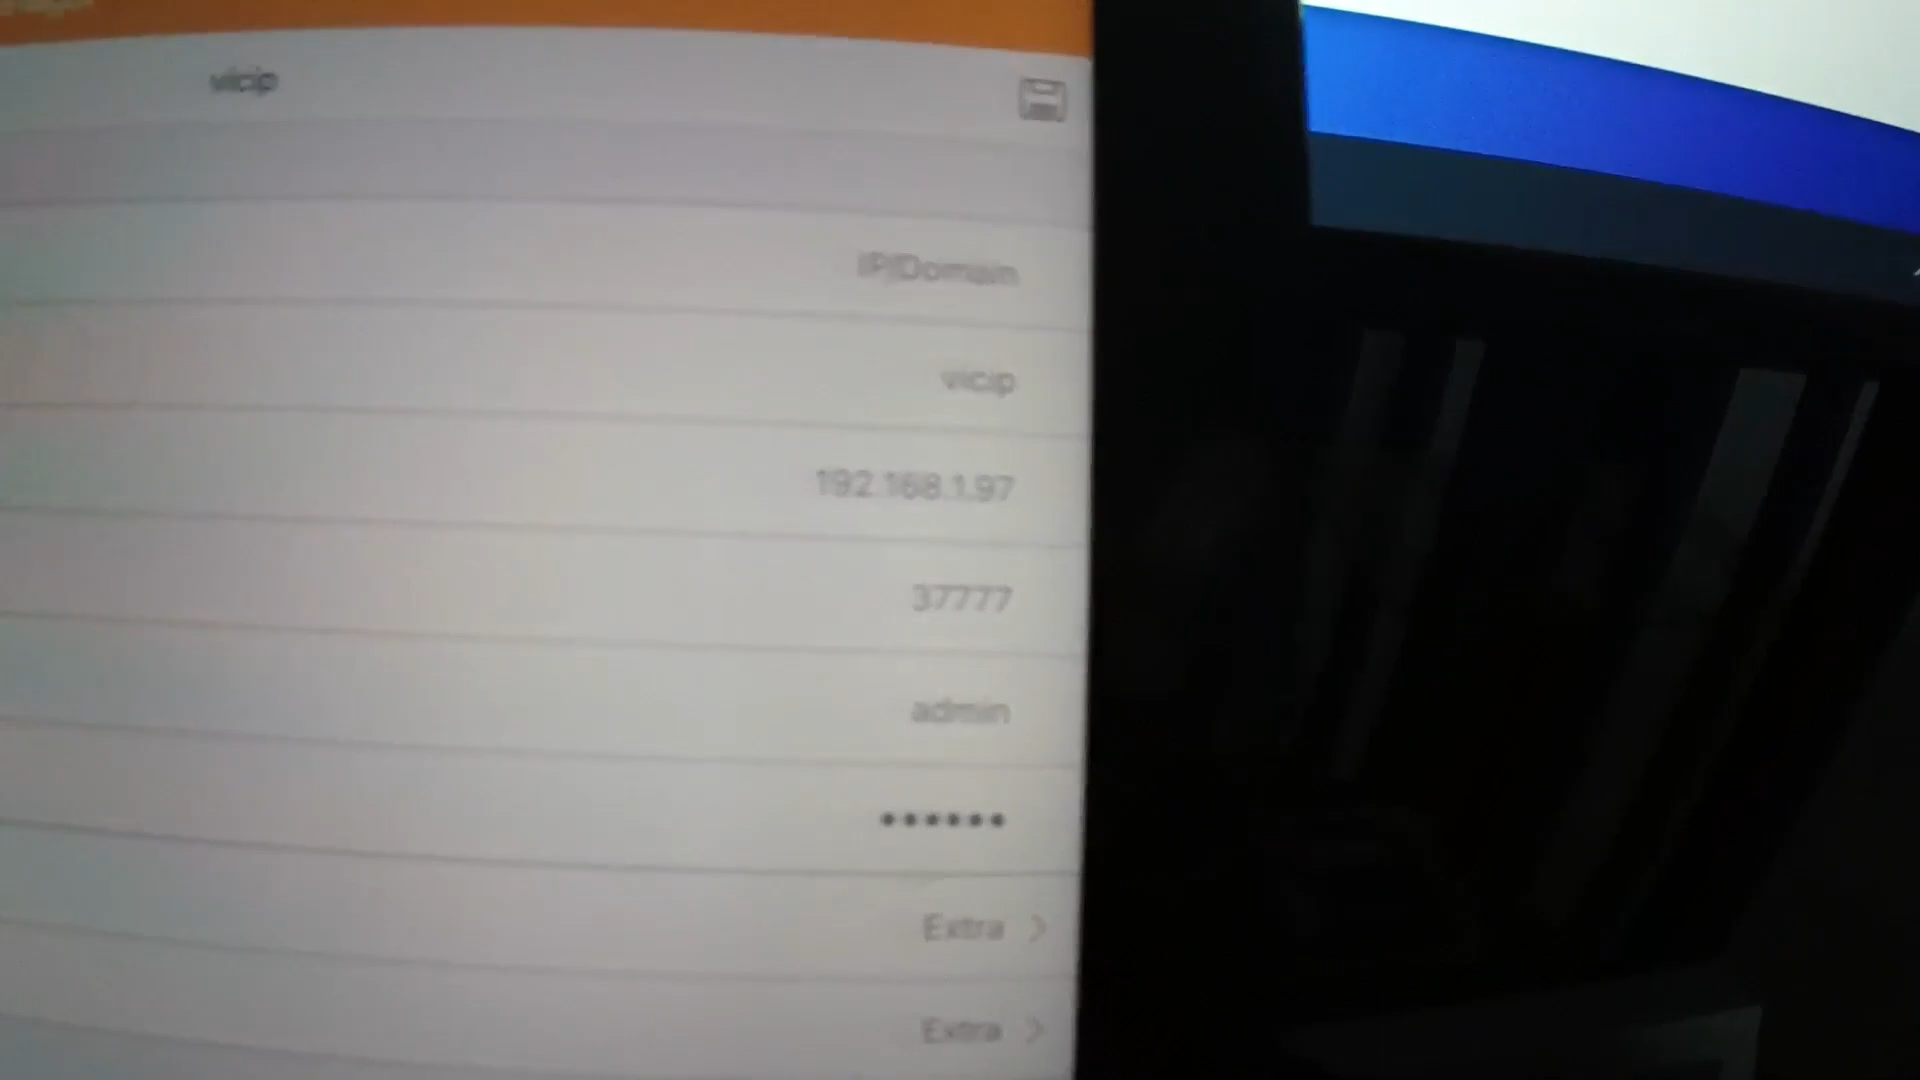 vicip
IP/Domain
vicip
192.168.1.97
37777
admin
••••••
Extra
Extra